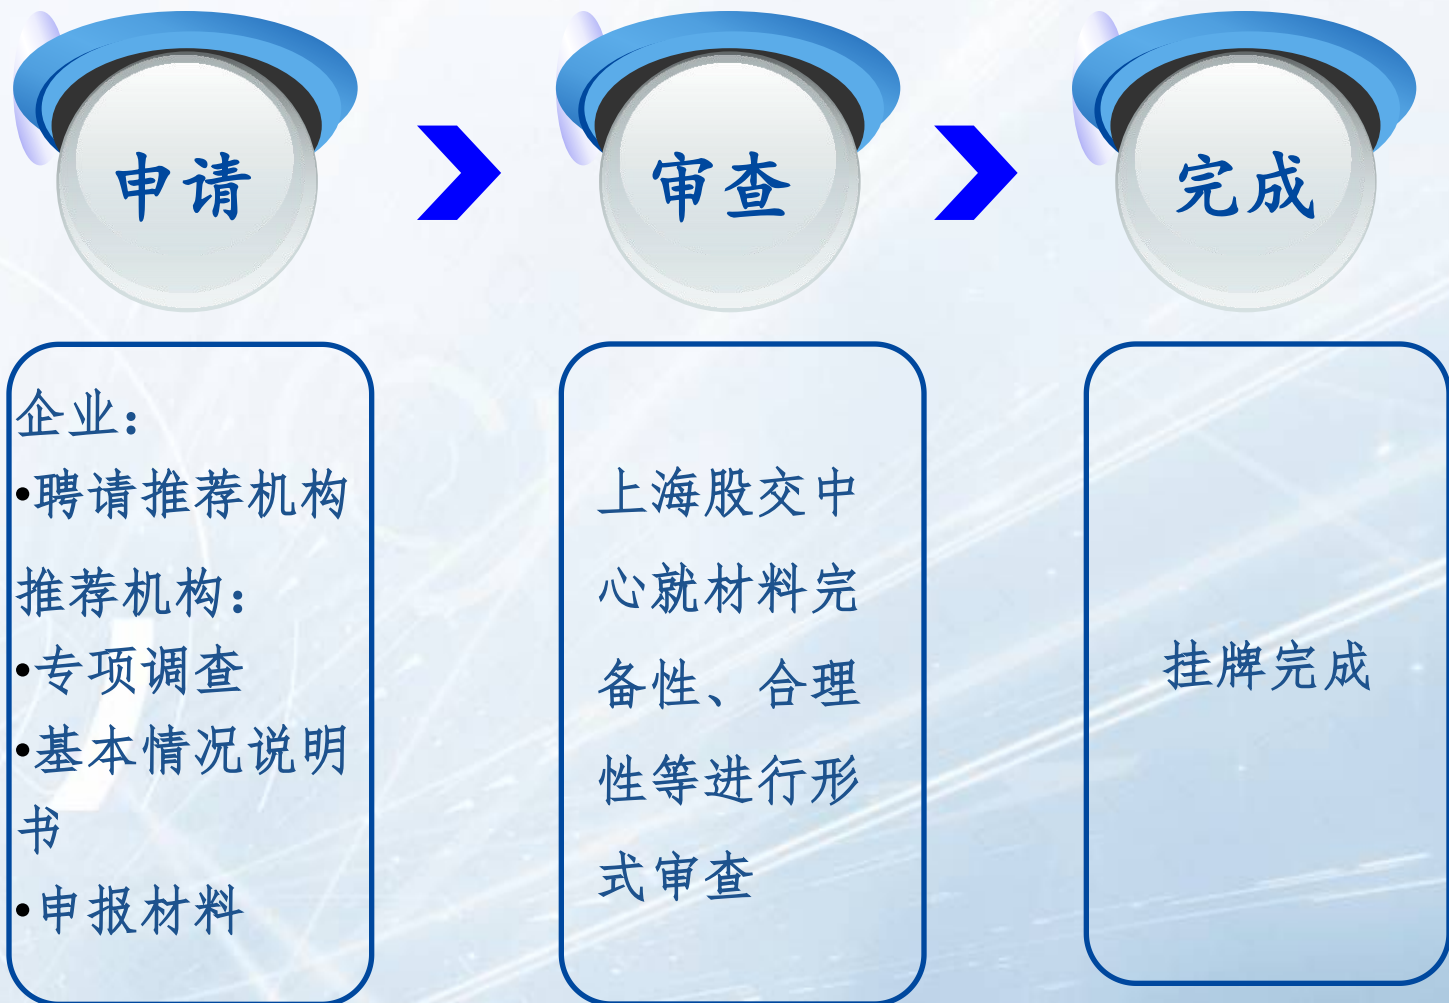 申请
审查
完成
企业：
•聘请推荐机构
推荐机构：
•专项调查
•基本情况说明
书
•申报材料
上海股交中
心就材料完
备性、合理
性等进行形
式审查
挂牌完成